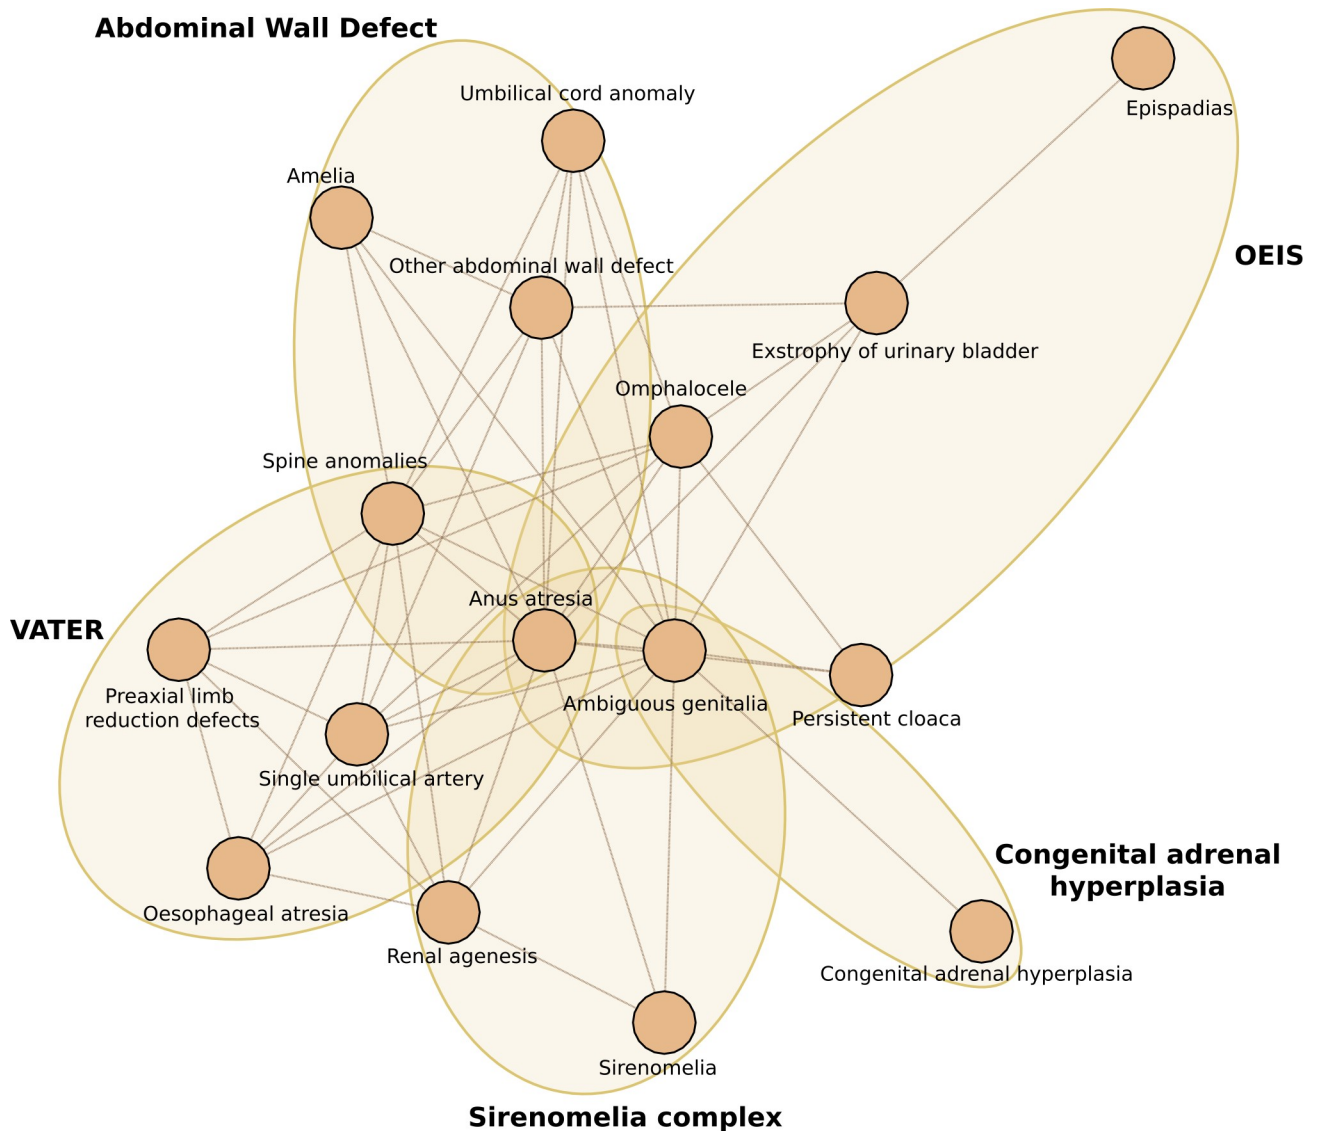 Abdominal Wall Defect
Umbilical cord anomaly
Epispadias
Amelia
OEIS
Other abdominal wall defect
Exstrophy of urinary bladder
Omphalocele
Spine anomalies
Anus atresia
VATER
Preaxial limb
reduction defects
Ambiguous genitalia
Persistent cloaca
Single umbilical artery
Congenital adrenal
hyperplasia
Oesophageal atresia
Renal agenesis
Congenital adrenal hyperplasia
Sirenomelia
Sirenomelia complex